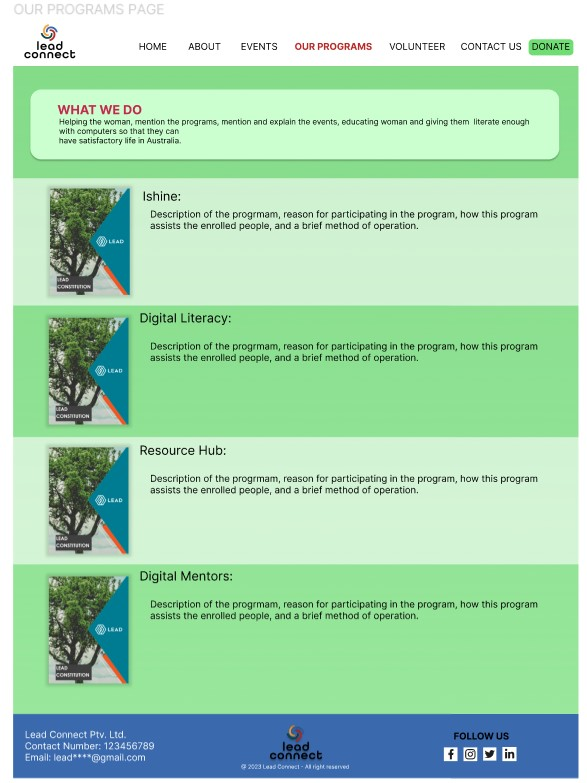 OUR PROGRAMS PAGE
lead
connect
HOME ABOUT EVENTS OUR PROGRAMS VOLUNTEER CONTACT US DONATE
WHAT WE DO
Helping the woman, mention the programs, mention and explain the events, educating woman and giving them literate enough
with computers so that they can
have satisfactory life in Australia.
Ishine:
Description of the progrmam, reason for participating in the program, how this program
assists the enrolled people, and a brief method of operation.
LEAD
LEAD
CONSTITUTION
Digital Literacy:
Description of the progrmam, reason for participating in the program, how this program
assists the enrolled people, and a brief method of operation.
LEAD
LEAD
CONSTITUTION
Resource Hub:
Description of the progrmam, reason for participating in the program, how this program
assists the enrolled people, and a brief method of operation.
LEAD
LEAD
CONSTITUTION
Digital Mentors:
Description of the progrmam, reason for participating in the program, how this program
assists the enrolled people, and a brief method of operation.
LEAD
LEAD
CONSTITUTION
Lead Connect Ptv. Ltd.
Contact Number: 123456789
Email: lead****@gmail.com
lead
connect
@ 2023 Lead Connect - All right reserved
FOLLOW US